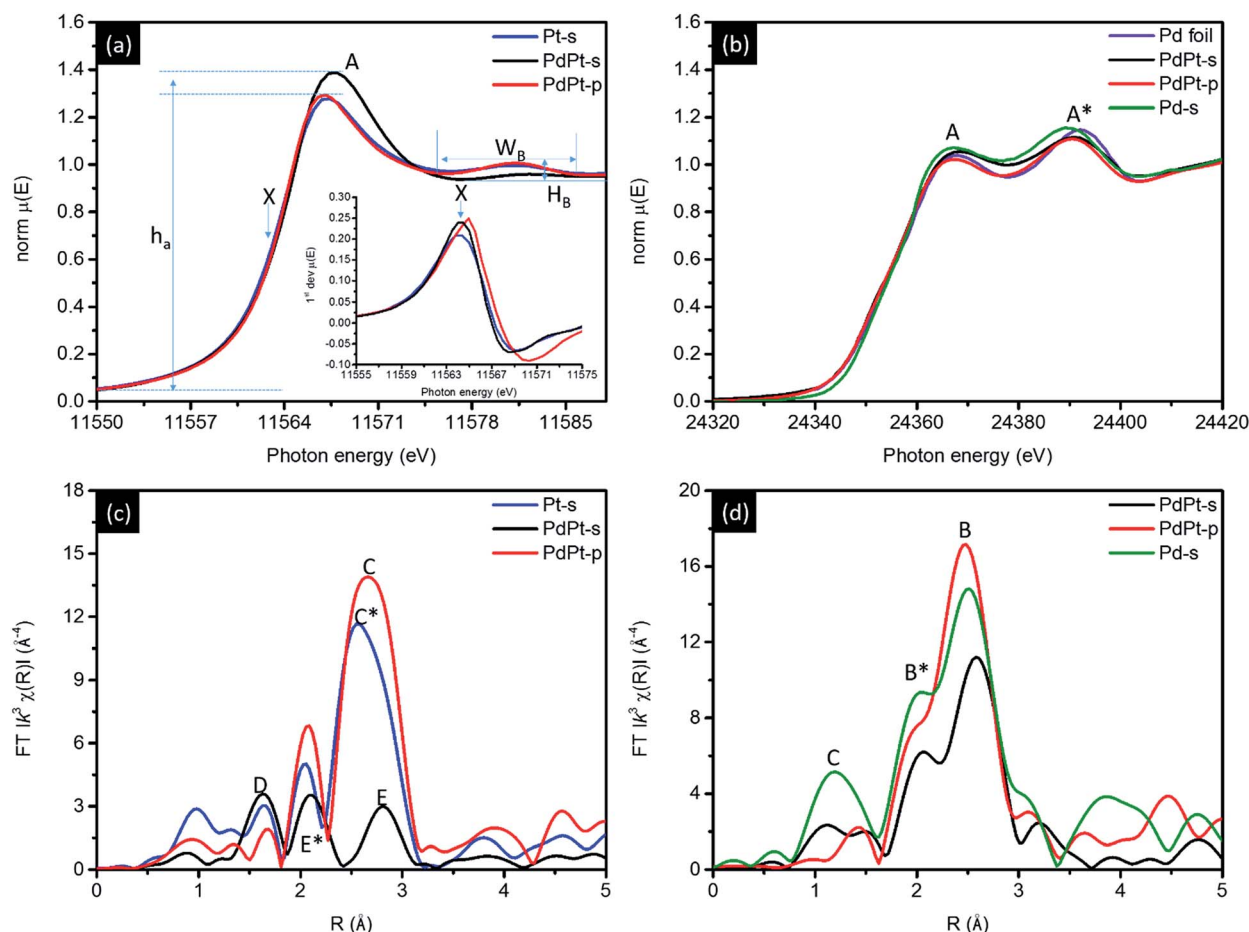 (a)
Pt-s
PdPt-s
PdPt-p
A
X
hₐ
W_B
H_B
X
1.6
1.4
1.2
1.0
0.8
0.6
0.4
0.2
0.0
norm μ(E)
11550 11557 11564 11571 11578 11585
Photon energy (eV)
0.30
0.25
0.20
0.15
0.10
0.05
0.00
-0.05
-0.10
1ˢᵗ dev μ(E)
11555 11559 11563 11567 11571 11575
Photon energy (eV)
(b)
Pd foil
PdPt-s
PdPt-p
Pd-s
A
A*
1.6
1.4
1.2
1.0
0.8
0.6
0.4
0.2
0.0
norm μ(E)
24320 24340 24360 24380 24400 24420
Photon energy (eV)
(c)
Pt-s
PdPt-s
PdPt-p
C
C*
D
E
E*
18
15
12
9
6
3
0
FT |k³ χ(R)| (Å⁻⁴)
0 1 2 3 4 5
R (Å)
(d)
PdPt-s
PdPt-p
Pd-s
B
B*
C
20
16
12
8
4
0
FT |k³ χ(R)| (Å⁻⁴)
0 1 2 3 4 5
R (Å)